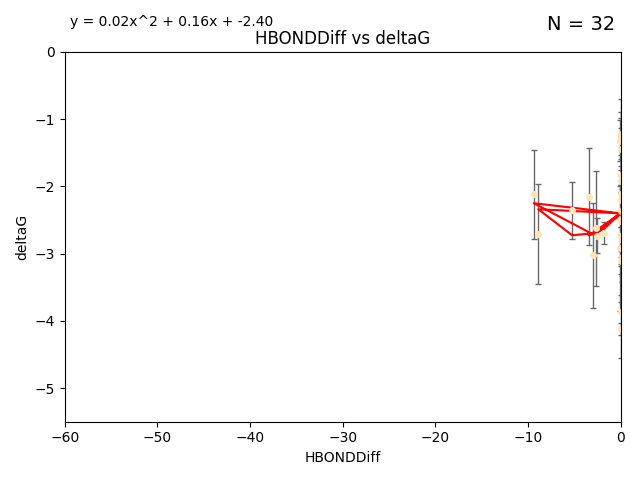 y = 0.02x^2 + 0.16x + -2.40
N = 32
HBONDDiff vs deltaG
0
−1
−2
−3
−4
−5
deltaG
−60
−50
−40
−30
−20
−10
0
HBONDDiff